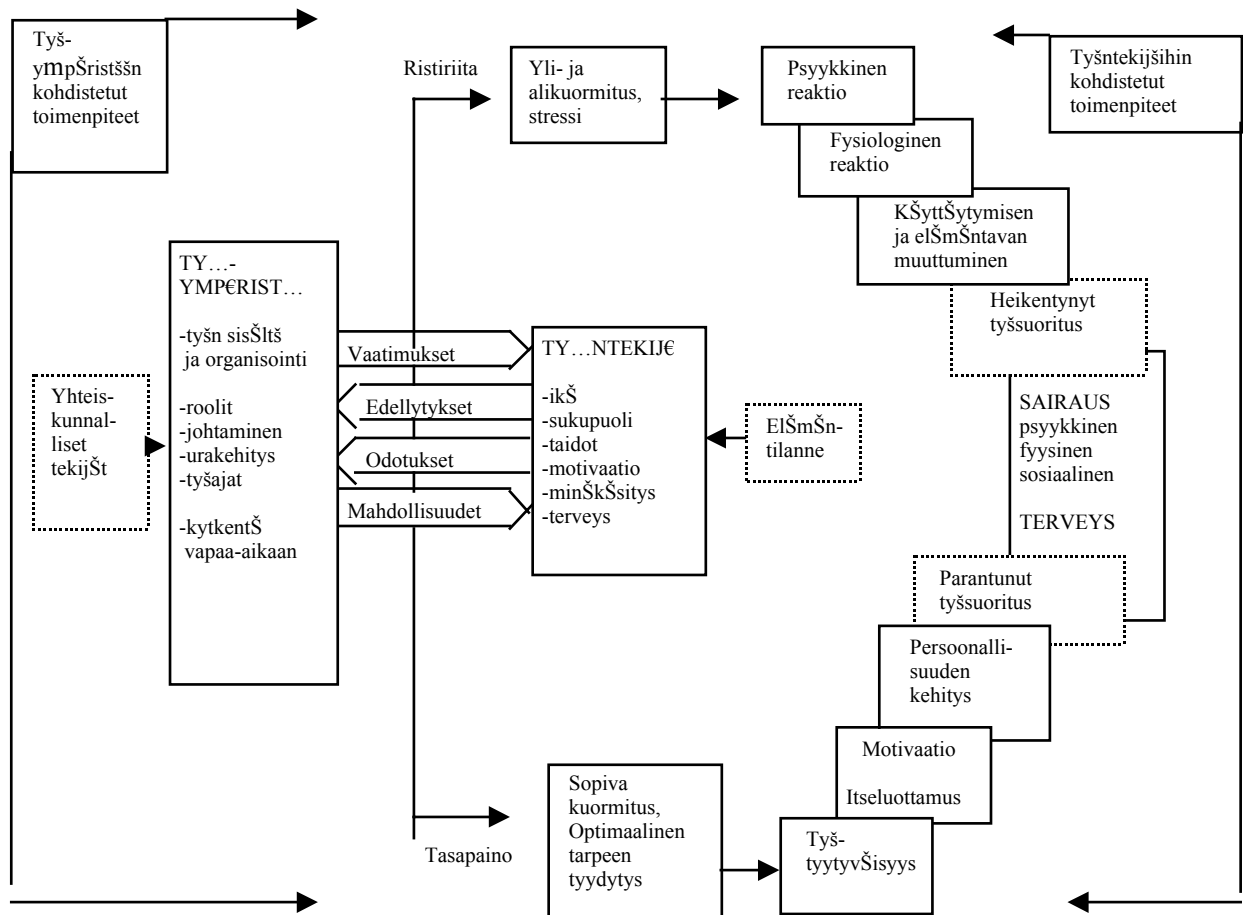 Tyš-
ympŠristššn
kohdistetut
toimenpiteet
Ristiriita
Yli- ja
alikuormitus,
stressi
Psyykkinen
reaktio
Tyšntekijšihin
kohdistetut
toimenpiteet
Fysiologinen
reaktio
KŠyttŠytymisen
ja elŠmŠntavan
muuttuminen
Heikentynyt
tyšsuoritus
TY…-
YMP€RIST…
-tyšn sisŠltš
ja organisointi
-roolit
-johtaminen
-urakehitys
-tyšajat
-kytkentŠ
vapaa-aikaan
Yhteis-
kunnal-
liset
tekijŠt
Vaatimukset
Edellytykset
Odotukset
Mahdollisuudet
TY…NTEKIJ€
-ikŠ
-sukupuoli
-taidot
-motivaatio
-minŠkŠsitys
-terveys
ElŠmŠn-
tilanne
SAIRAUS
psyykkinen
fyysinen
sosiaalinen
TERVEYS
Parantunut
tyšsuoritus
Persoonalli-
suuden
kehitys
Motivaatio
Itseluottamus
Tyš-
tyytyvŠisyys
Sopiva
kuormitus,
Optimaalinen
tarpeen
tyydytys
Tasapaino